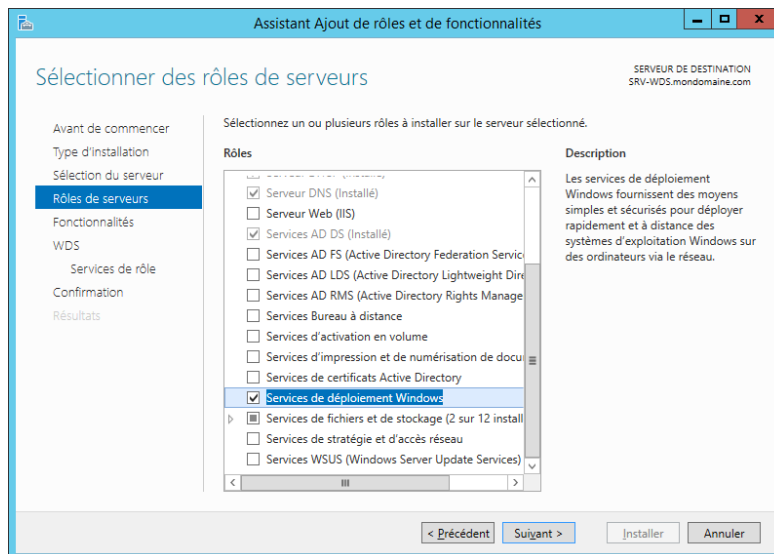 Assistant Ajout de rôles et de fonctionnalités
Sélectionner des rôles de serveurs
SERVEUR DE DESTINATION
SRV-WDS.mondomaine.com
Avant de commencer
Type d'installation
Sélection du serveur
Rôles de serveurs
Fonctionnalités
WDS
Services de rôle
Confirmation
Résultats
Sélectionnez un ou plusieurs rôles à installer sur le serveur sélectionné.
Rôles
Serveur DNS (Installé)
Serveur Web (IIS)
Services AD DS (Installé)
Services AD FS (Active Directory Federation Servic
Services AD LDS (Active Directory Lightweight Dire
Services AD RMS (Active Directory Rights Manage
Services Bureau à distance
Services d'activation en volume
Services d'impression et de numérisation de docu
Services de certificats Active Directory
Services de déploiement Windows
Services de fichiers et de stockage (2 sur 12 install
Services de stratégie et d'accès réseau
Services WSUS (Windows Server Update Services)
Description
Les services de déploiement
Windows fournissent des moyens
simples et sécurisés pour déployer
rapidement et à distance des
systèmes d'exploitation Windows sur
des ordinateurs via le réseau.
< Précédent
Suivant >
Installer
Annuler